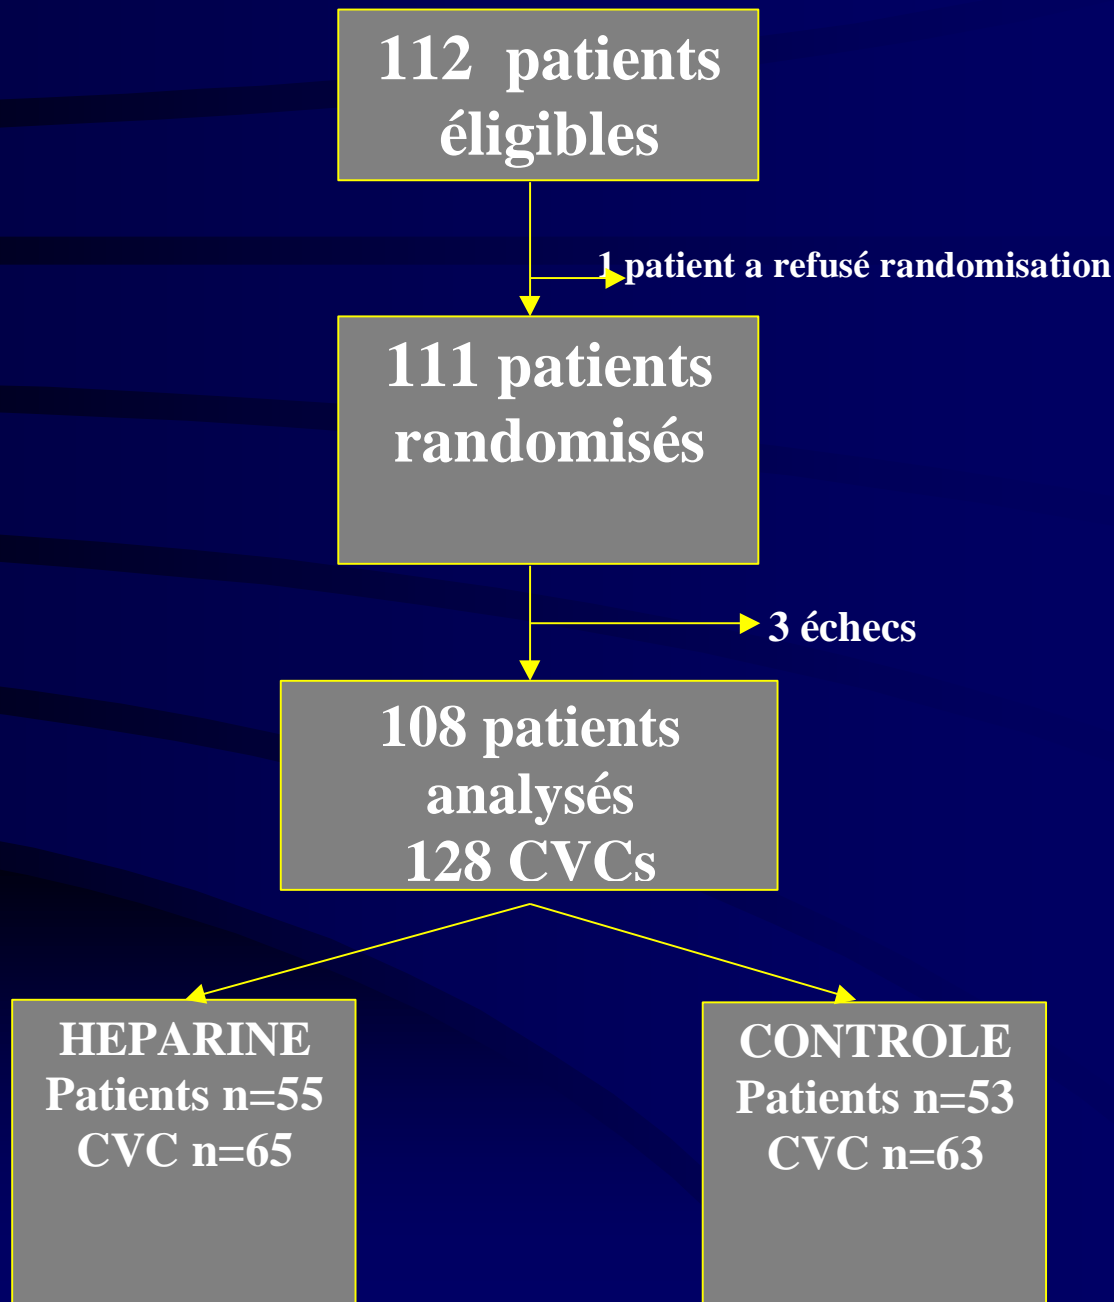 112 patients
éligibles
1 patient a refusé randomisation
111 patients
randomisés
3 échecs
108 patients
analysés
128 CVCs
HEPARINE
Patients n=55
CVC n=65
CONTROLE
Patients n=53
CVC n=63